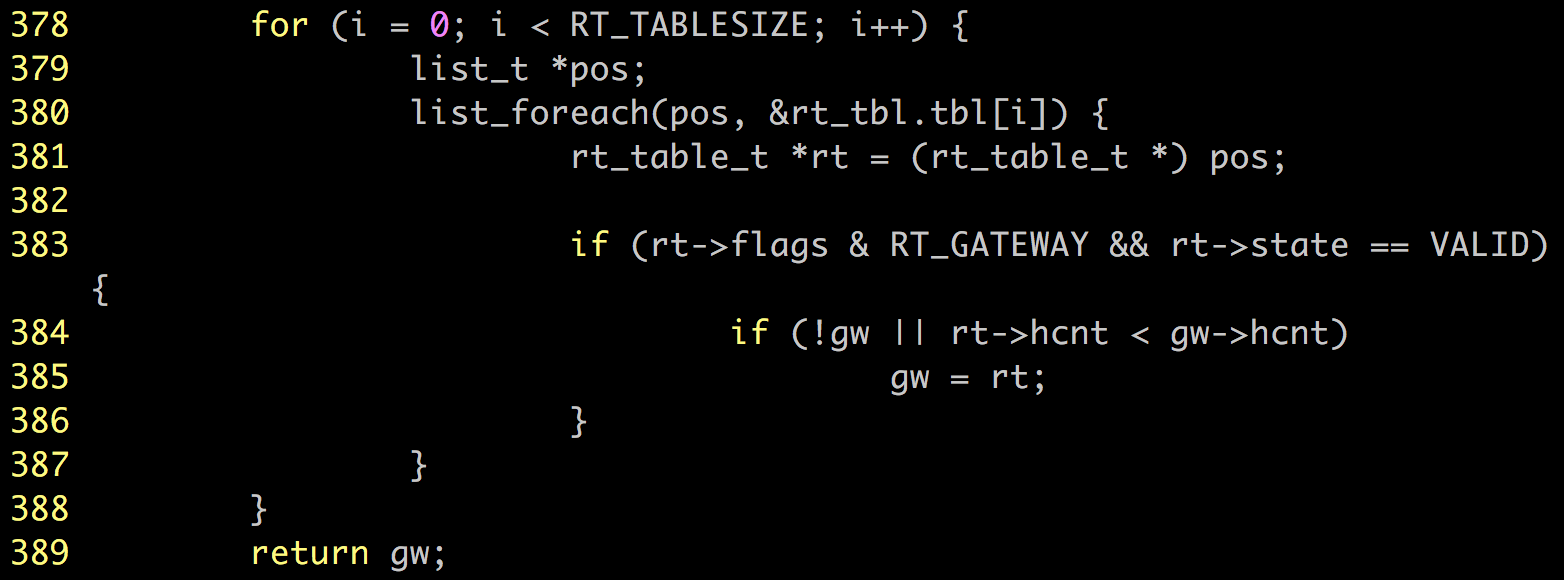 378         for (i = 0; i < RT_TABLESIZE; i++) {
379                 list_t *pos;
380                 list_foreach(pos, &rt_tbl.tbl[i]) {
381                         rt_table_t *rt = (rt_table_t *) pos;
382
383                         if (rt->flags & RT_GATEWAY && rt->state == VALID)
    {
384                                 if (!gw || rt->hcnt < gw->hcnt)
385                                         gw = rt;
386                         }
387                 }
388         }
389         return gw;